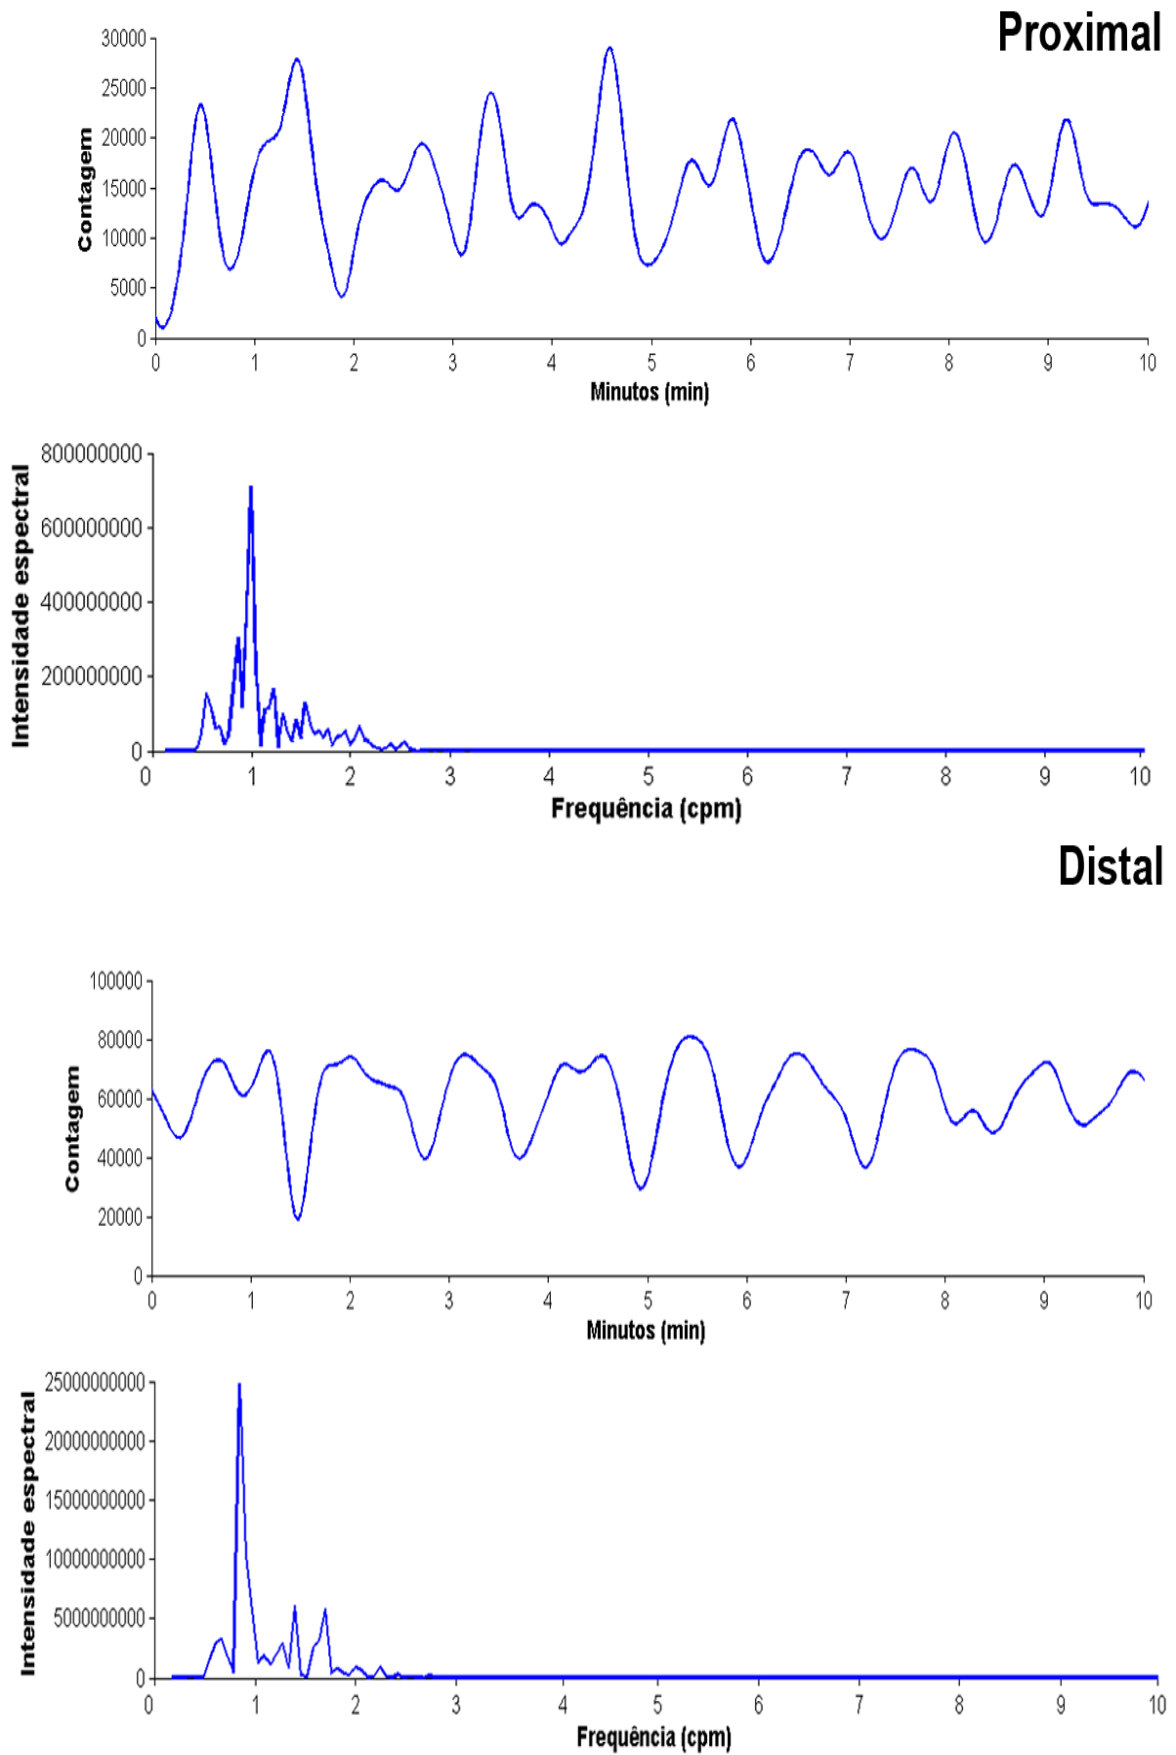 Proximal
30000
25000
20000
15000
10000
5000
0
Contagem
0 1 2 3 4 5 6 7 8 9 10
Minutos (min)
800000000
600000000
400000000
200000000
0
Intensidade espectral
0 1 2 3 4 5 6 7 8 9 10
Frequência (cpm)
Distal
100000
80000
60000
40000
20000
0
Contagem
0 1 2 3 4 5 6 7 8 9 10
Minutos (min)
25000000000
20000000000
15000000000
10000000000
5000000000
0
Intensidade espectral
0 1 2 3 4 5 6 7 8 9 10
Frequência (cpm)